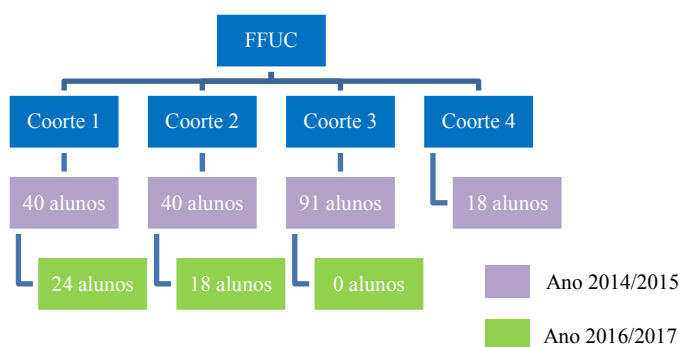 FFUC
Coorte 1
Coorte 2
Coorte 3
Coorte 4
40 alunos
40 alunos
91 alunos
18 alunos
24 alunos
18 alunos
0 alunos
Ano 2014/2015
Ano 2016/2017